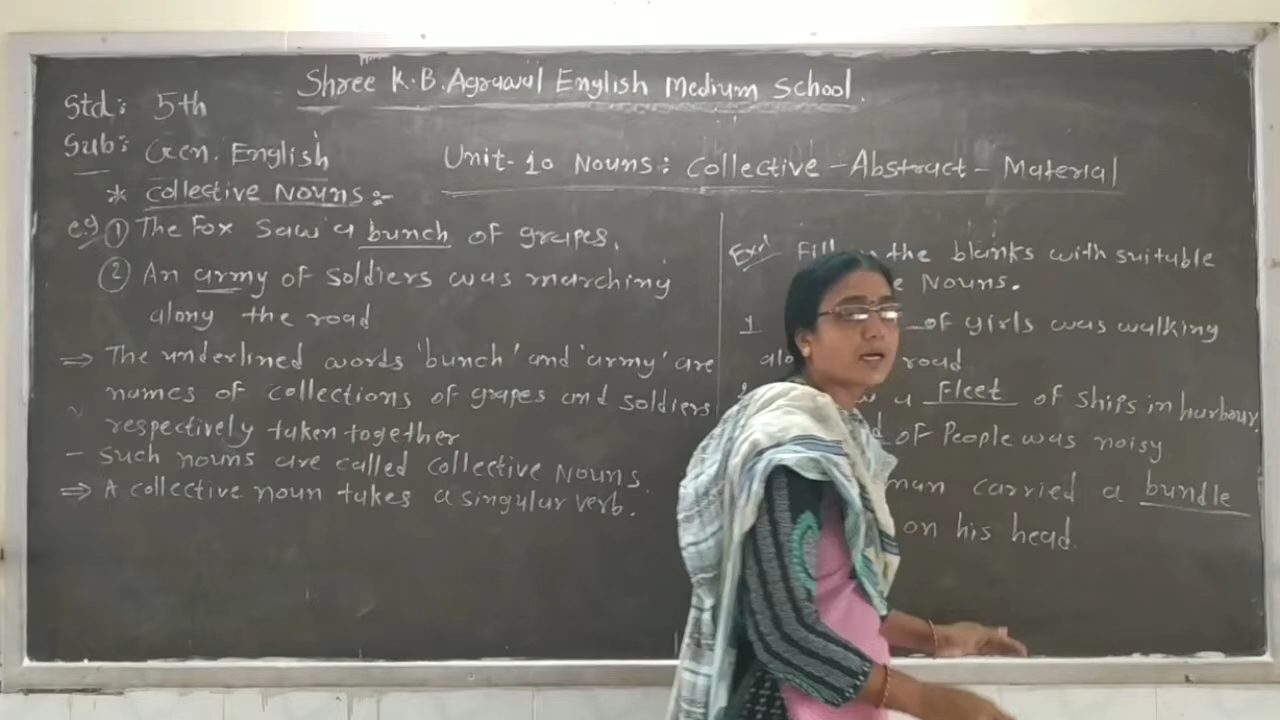 Shree K.B. Agrawal English Medium School.
Std: 5th
Sub: Gen. English
Unit-10 Nouns: Collective - Abstract - Material
* Collective Nouns:-
eg ① The Fox saw a bunch of grapes.
② An army of soldiers was marching
along the road
⇒ The underlined words 'bunch' and 'army' are
names of collections of grapes and soldiers
respectively taken together
- Such nouns are called collective Nouns.
⇒ A collective noun takes a singular verb.
Exr' Fill the blanks with suitable
Nouns.
1 of girls was walking
road
a Fleet of ships in harbour
of People was noisy
man carried a bundle
on his head.